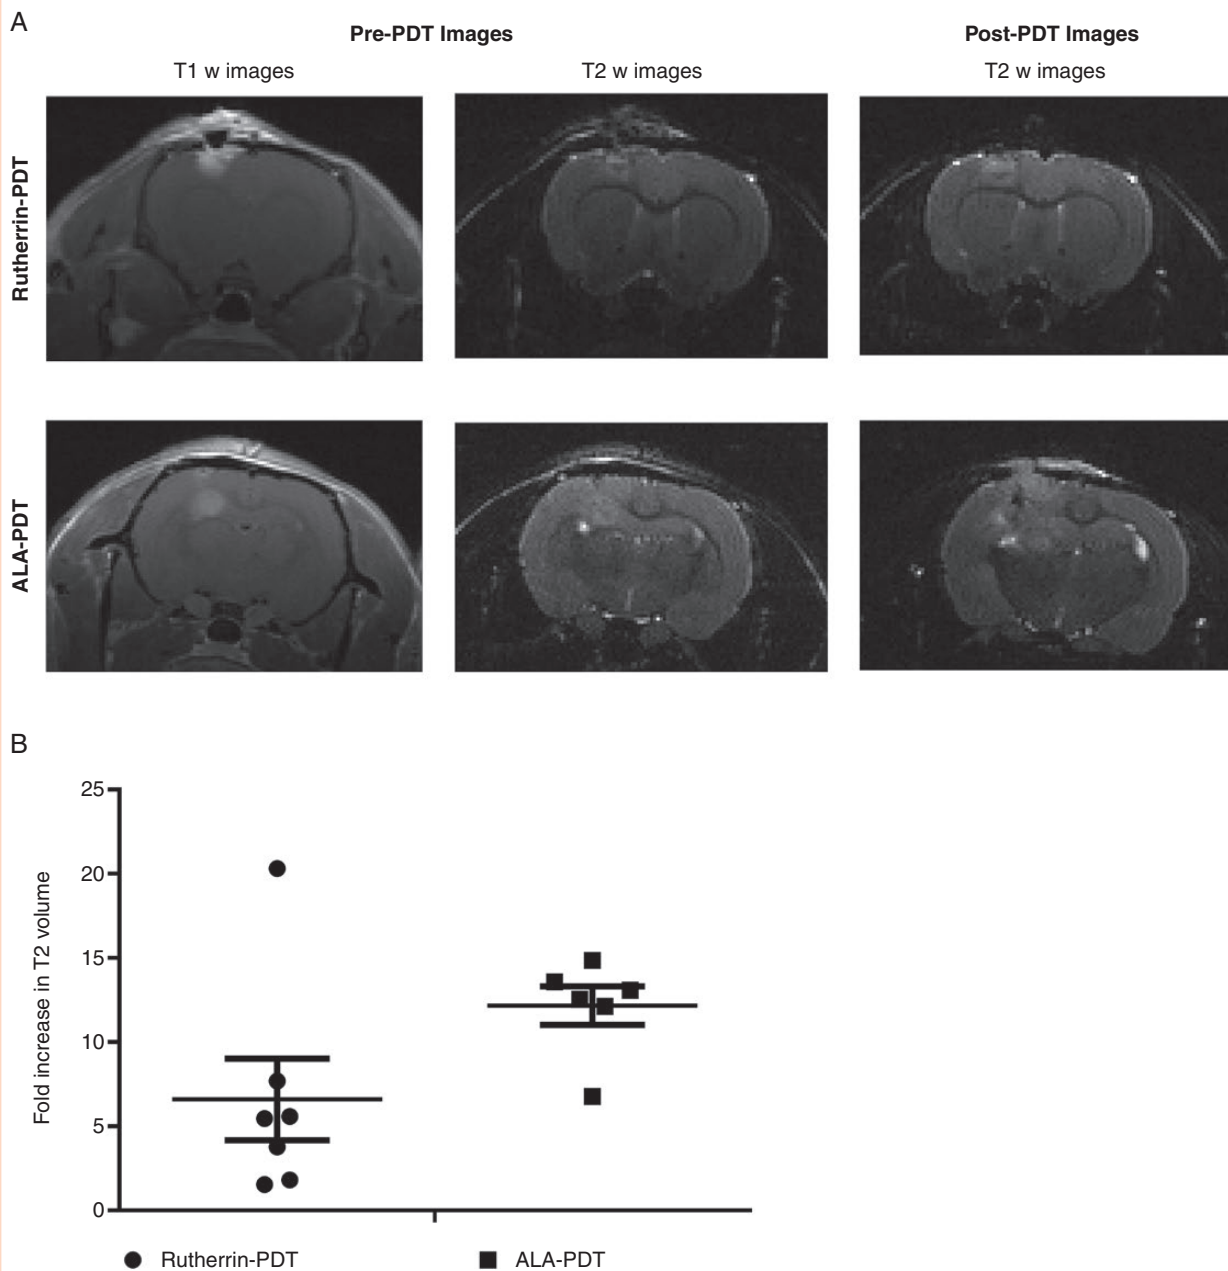 A
Pre-PDT Images
Post-PDT Images
T1 w images
T2 w images
T2 w images
Rutherrin-PDT
ALA-PDT
B
Fold increase in T2 volume
25
20
15
10
5
0
Rutherrin-PDT
ALA-PDT